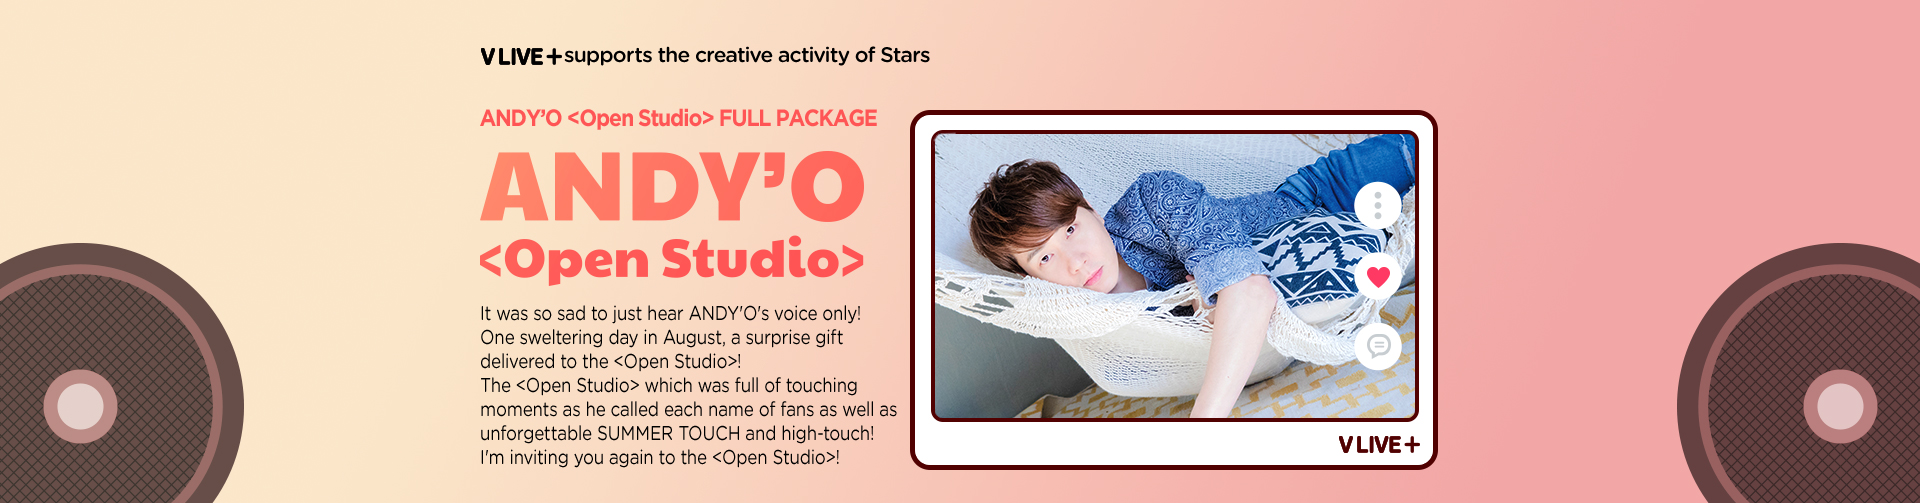 V LIVE+ supports the creative activity of Stars
ANDY’O <Open Studio> FULL PACKAGE
ANDY’O
<Open Studio>
It was so sad to just hear ANDY'O's voice only!
One sweltering day in August, a surprise gift
delivered to the <Open Studio>!
The <Open Studio> which was full of touching
moments as he called each name of fans as well as
unforgettable SUMMER TOUCH and high-touch!
I'm inviting you again to the <Open Studio>!
V LIVE+